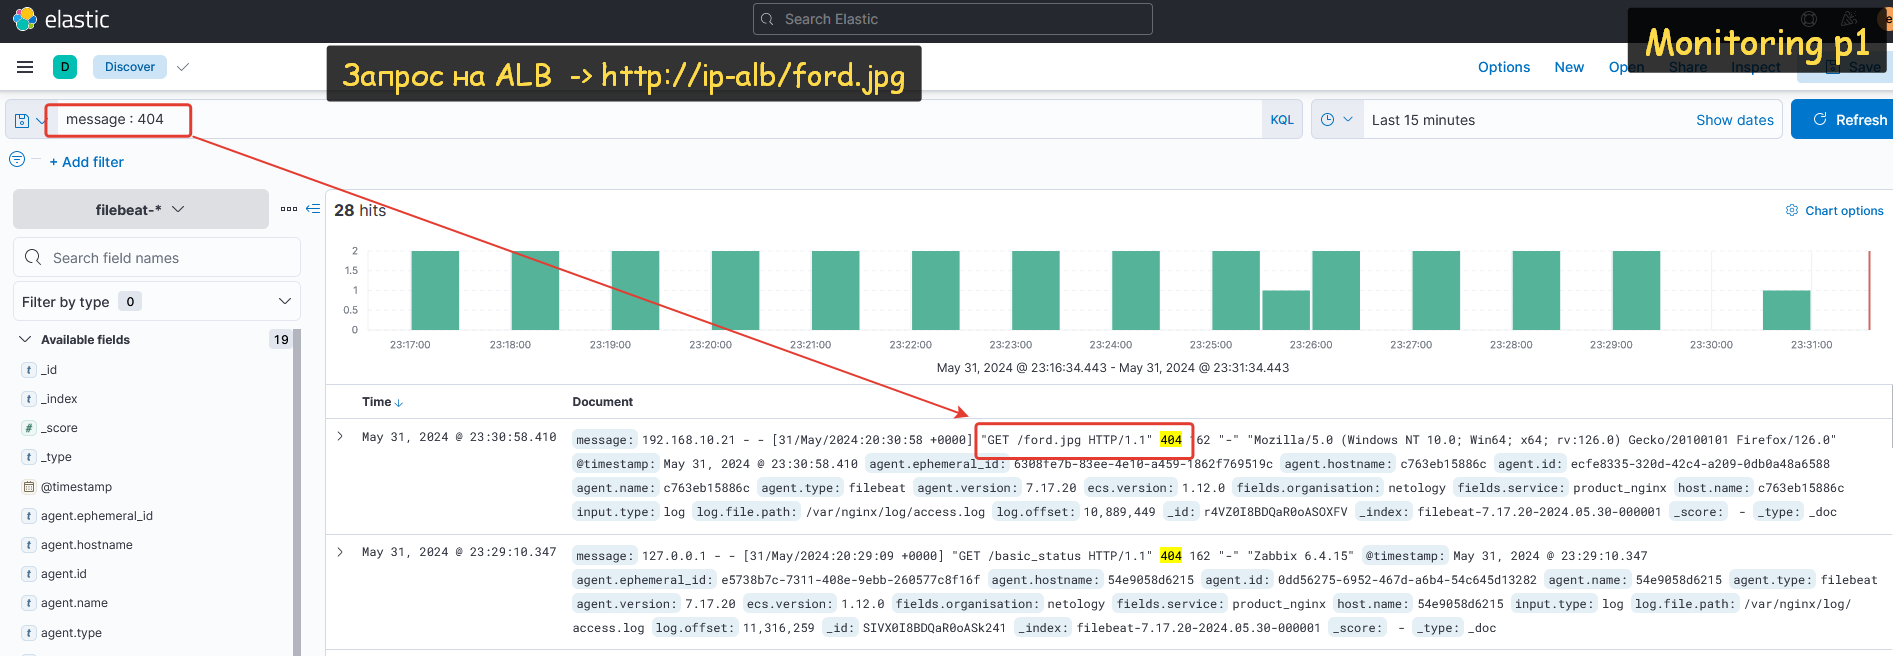 elastic
Search Elastic
Monitoring p1
D
Discover
Запрос на ALB -> http://ip-alb/ford.jpg
Options
New
Open
Share
Inspect
Save
message : 404
KQL
Last 15 minutes
Show dates
Refresh
+ Add filter
filebeat-*
28 hits
Chart options
Search field names
Filter by type 0
Available fields 19
_id
_index
_score
_type
@timestamp
agent.ephemeral_id
agent.hostname
agent.id
agent.name
agent.type
2
1.5
1
0.5
0
23:17:00 23:18:00 23:19:00 23:20:00 23:21:00 23:22:00 23:23:00 23:24:00 23:25:00 23:26:00 23:27:00 23:28:00 23:29:00 23:30:00 23:31:00
May 31, 2024 @ 23:16:34.443 - May 31, 2024 @ 23:31:34.443
Time Document
May 31, 2024 @ 23:30:58.410 message: 192.168.10.21 - - [31/May/2024:20:30:58 +0000] "GET /ford.jpg HTTP/1.1" 404 162 "-" "Mozilla/5.0 (Windows NT 10.0; Win64; x64; rv:126.0) Gecko/20100101 Firefox/126.0"
@timestamp: May 31, 2024 @ 23:30:58.410 agent.ephemeral_id: 6308fe7b-83ee-4e10-a459-1862f769519c agent.hostname: c763eb15886c agent.id: ecfe8335-320d-42c4-a209-0db0a48a6588
agent.name: c763eb15886c agent.type: filebeat agent.version: 7.17.20 ecs.version: 1.12.0 fields.organisation: netology fields.service: product_nginx host.name: c763eb15886c
input.type: log log.file.path: /var/nginx/log/access.log log.offset: 10,889,449 _id: r4VZ0I8BDQaR0oASOXFV _index: filebeat-7.17.20-2024.05.30-000001 _score: - _type: _doc
May 31, 2024 @ 23:29:10.347 message: 127.0.0.1 - - [31/May/2024:20:29:09 +0000] "GET /basic_status HTTP/1.1" 404 162 "-" "Zabbix 6.4.15" @timestamp: May 31, 2024 @ 23:29:10.347
agent.ephemeral_id: e5738b7c-7311-408e-9ebb-260577c8f16f agent.hostname: 54e9058d6215 agent.id: 0dd56275-6952-467d-a6b4-54c645d13282 agent.name: 54e9058d6215 agent.type: filebeat
agent.version: 7.17.20 ecs.version: 1.12.0 fields.organisation: netology fields.service: product_nginx host.name: 54e9058d6215 input.type: log log.file.path: /var/nginx/log/
access.log log.offset: 11,316,259 _id: SIVX0I8BDQaR0oASk241 _index: filebeat-7.17.20-2024.05.30-000001 _score: - _type: _doc